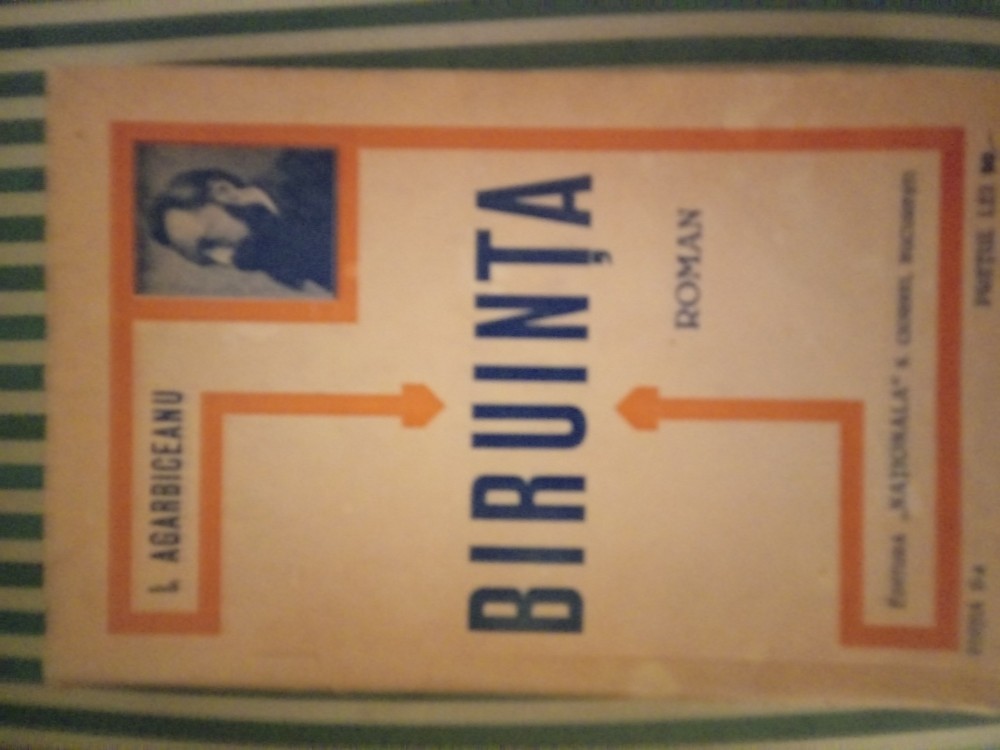 I. AGARBICEANU
BIRUINȚA
ROMAN
EDITURA „NAȚIONALA” S. CIORNEI, BUCUREȘTI
PREȚUL LEI